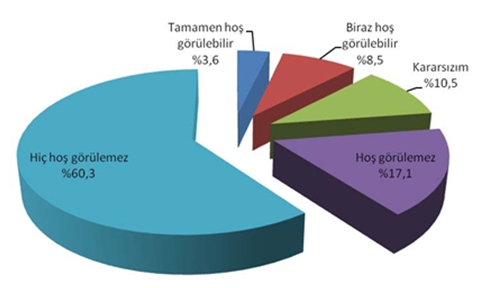 Tamamen hoş
görülebilir
%3,6
Biraz hoş
görülebilir
%8,5
Kararsızım
%10,5
Hoş görülemez
%17,1
Hiç hoş görülemez
%60,3